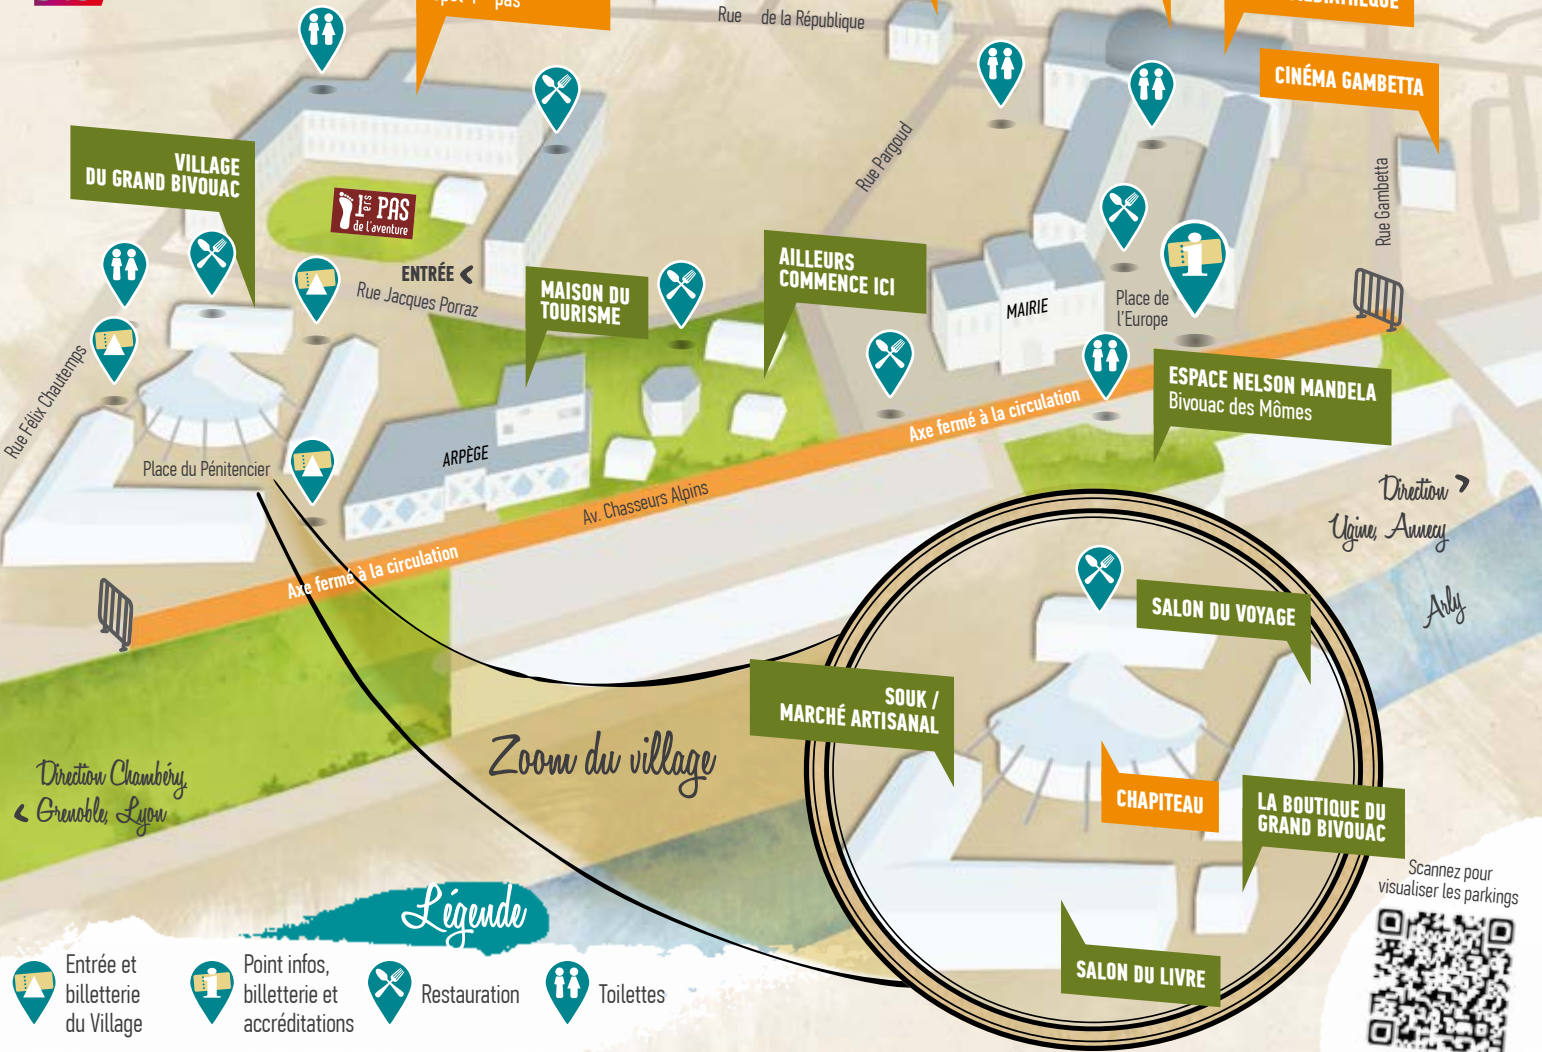 pas
Rue de la République
CINÉMA GAMBETTA
VILLAGE
DU GRAND BIVOUAC
1ers PAS
de l'aventure
Rue Pargoud
Rue Gambetta
ENTRÉE <
Rue Jacques Porraz
MAISON DU
TOURISME
AILLEURS
COMMENCE ICI
MAIRIE
Place de
l'Europe
Rue Félix Chautemps
ESPACE NELSON MANDELA
Bivouac des Mômes
Axe fermé à la circulation
ARPÈGE
Place du Pénitencier
Av. Chasseurs Alpins
Axe fermé à la circulation
Direction >
Ugine, Annecy
Arly
SALON DU VOYAGE
SOUK /
MARCHÉ ARTISANAL
Zoom du village
CHAPITEAU
LA BOUTIQUE DU
GRAND BIVOUAC
Direction Chambéry,
< Grenoble, Lyon
SALON DU LIVRE
Scannez pour
visualiser les parkings
Légende
Entrée et
billetterie
du Village
Point infos,
billetterie et
accréditations
Restauration
Toilettes